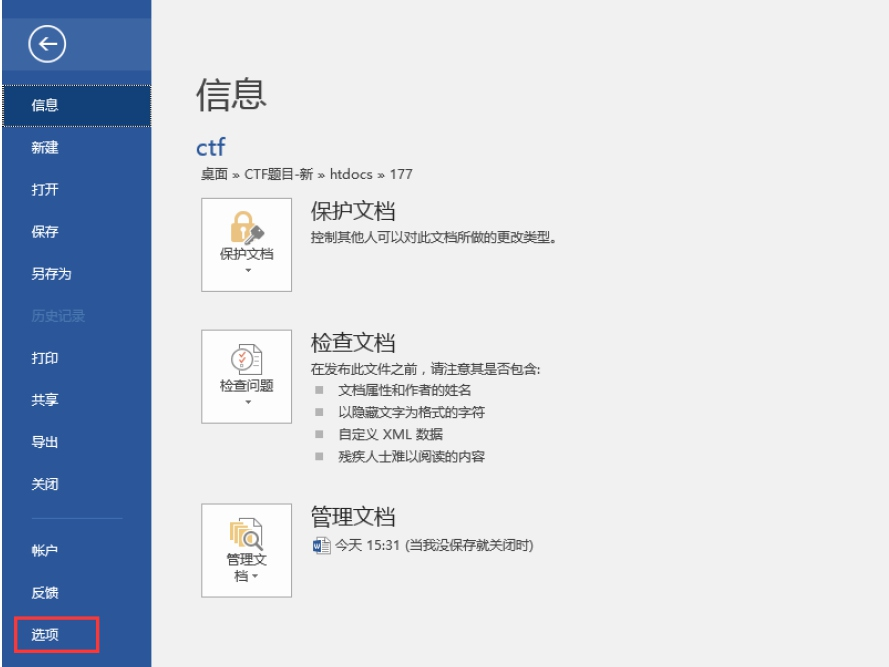 信息
新建
打开
保存
另存为
历史记录
打印
共享
导出
关闭
帐户
反馈
选项
信息
ctf
桌面 » CTF题目-新 » htdocs » 177
保护文档
保护文档
控制其他人可以对此文档所做的更改类型。
检查问题
检查文档
在发布此文件之前，请注意其是否包含:
文档属性和作者的姓名
以隐藏文字为格式的字符
自定义 XML 数据
残疾人士难以阅读的内容
管理文
档
管理文档
今天 15:31 (当我没保存就关闭时)